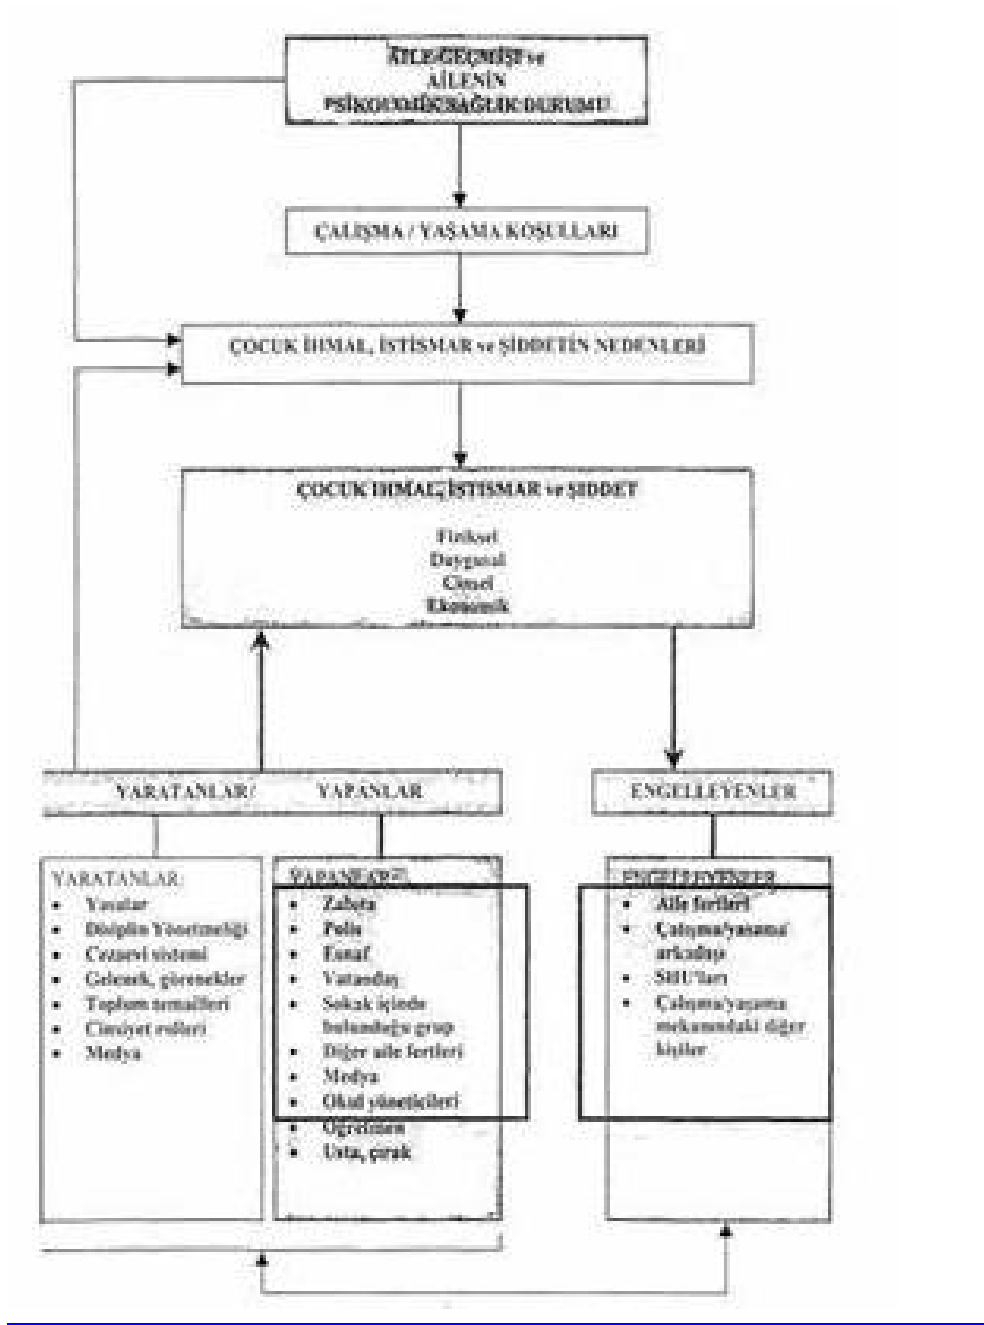 AİLE GEÇMİŞİ ve
AİLENİN
SAĞLIK DURUMU
ÇALIŞMA / YAŞAMA KOŞULLARI
ÇOCUK İHMAL, İSTİSMAR ve ŞİDDETİN NEDENLERİ
ÇOCUK İHMAL, İSTİSMAR ve ŞİDDET
Fiziksel
Duygusal
Cinsel
Ekonomik
YARATANLAR/ YAPANLAR
ENGELLEYENLER
YARATANLAR:
• Yasalar
• Disiplin Yönetmeliği
• Cezaevi sistemi
• Gelenek, görenekler
• Toplum
• Cinsiyet rolleri
• Medya
YAPANLAR
• Zabıta
• Polis
• Esnaf
• Vatandaş
• Sokak içinde
bulunduğu grup
• Diğer aile fertleri
• Medya
• Okul yöneticileri
• Öğretmen
• Usta, çırak
ENGELLEYENLER
• Aile fertleri
• Çalışma/yaşama
arkadaşı
• SHU'ları
• Çalışma/yaşama
mekanındaki diğer
kişiler